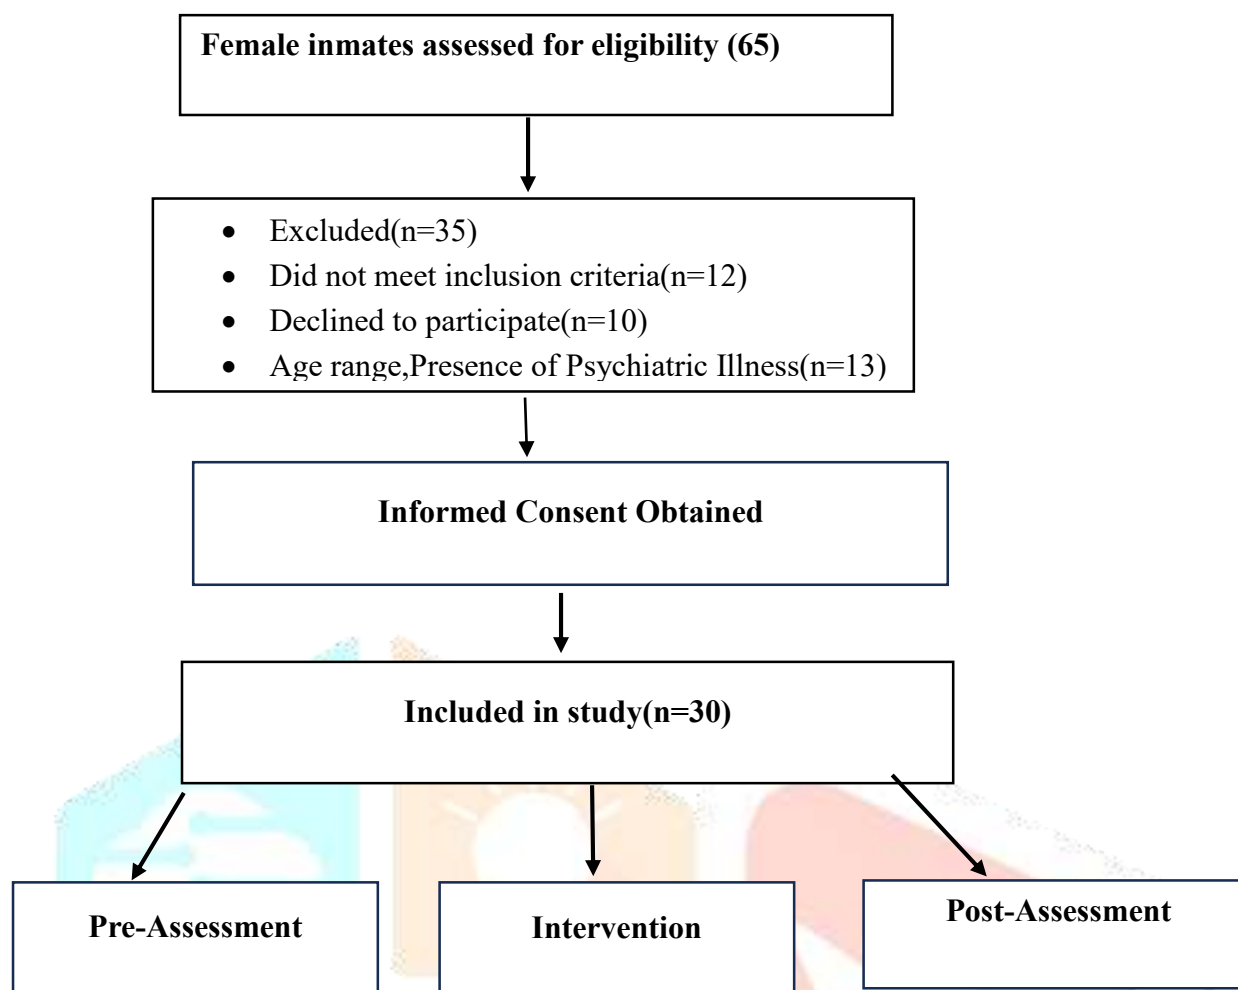 Female inmates assessed for eligibility (65)
• Excluded(n=35)
• Did not meet inclusion criteria(n=12)
• Declined to participate(n=10)
• Age range,Presence of Psychiatric Illness(n=13)
Informed Consent Obtained
Included in study(n=30)
Pre-Assessment
Intervention
Post-Assessment